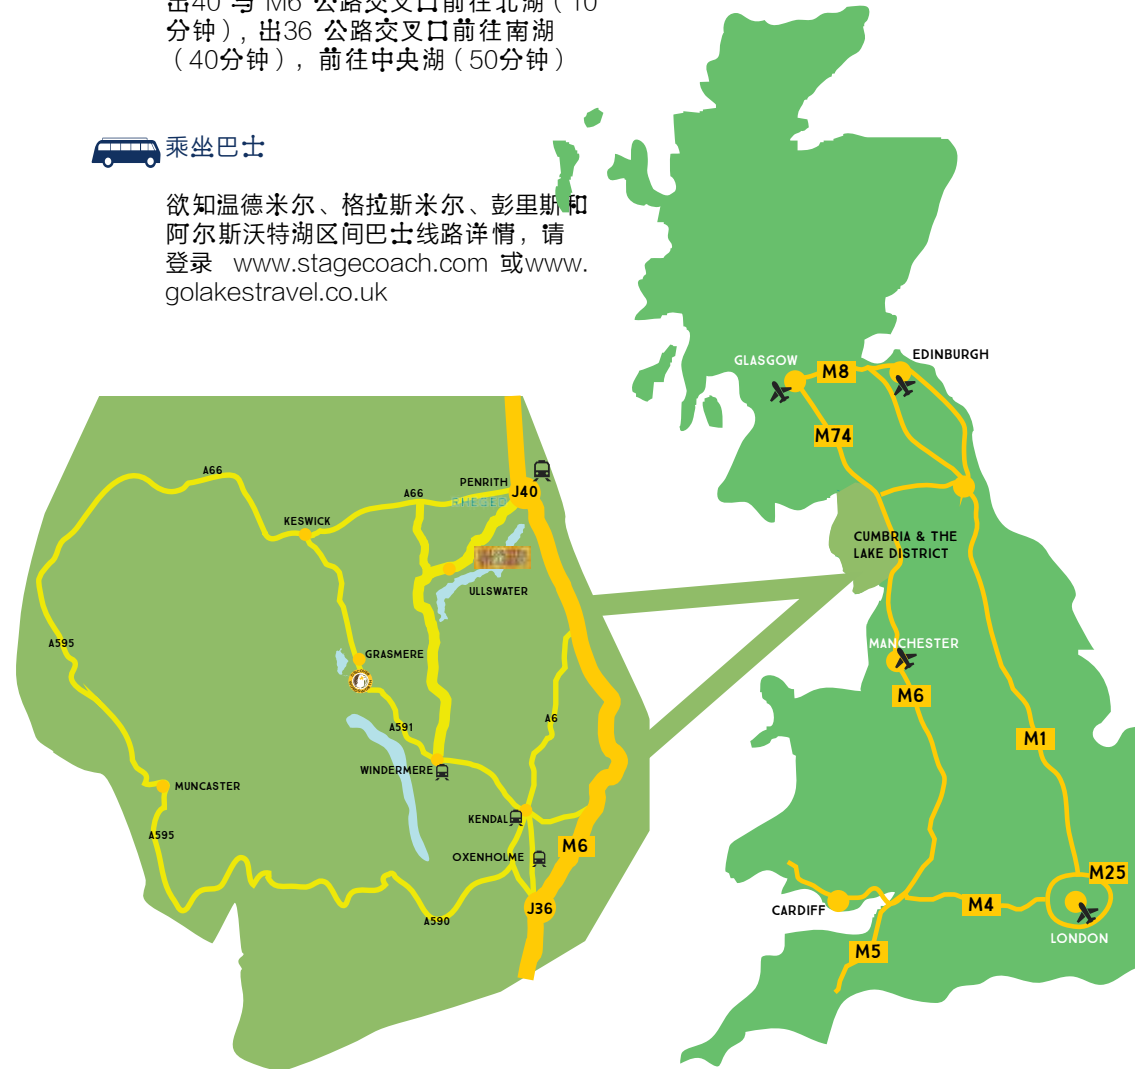 出40 与 M6 公路交叉口前往北湖（10
分钟）, 出36 公路交叉口前往南湖
（40分钟）, 前往中央湖（50分钟）
乘坐巴士
欲知温德米尔、格拉斯米尔、彭里斯和
阿尔斯沃特湖区间巴士线路详情, 请
登录 www.stagecoach.com 或www.
golakestravel.co.uk
GLASGOW
M8
EDINBURGH
M74
CUMBRIA & THE
LAKE DISTRICT
MANCHESTER
M6
M1
M25
CARDIFF
M4
LONDON
M5
A66
A66
PENRITH
J40
RHEGED
KESWICK
ULLSWATER
A595
GRASMERE
A6
A591
WINDERMERE
MUNCASTER
KENDAL
A595
M6
OXENHOLME
J36
A590